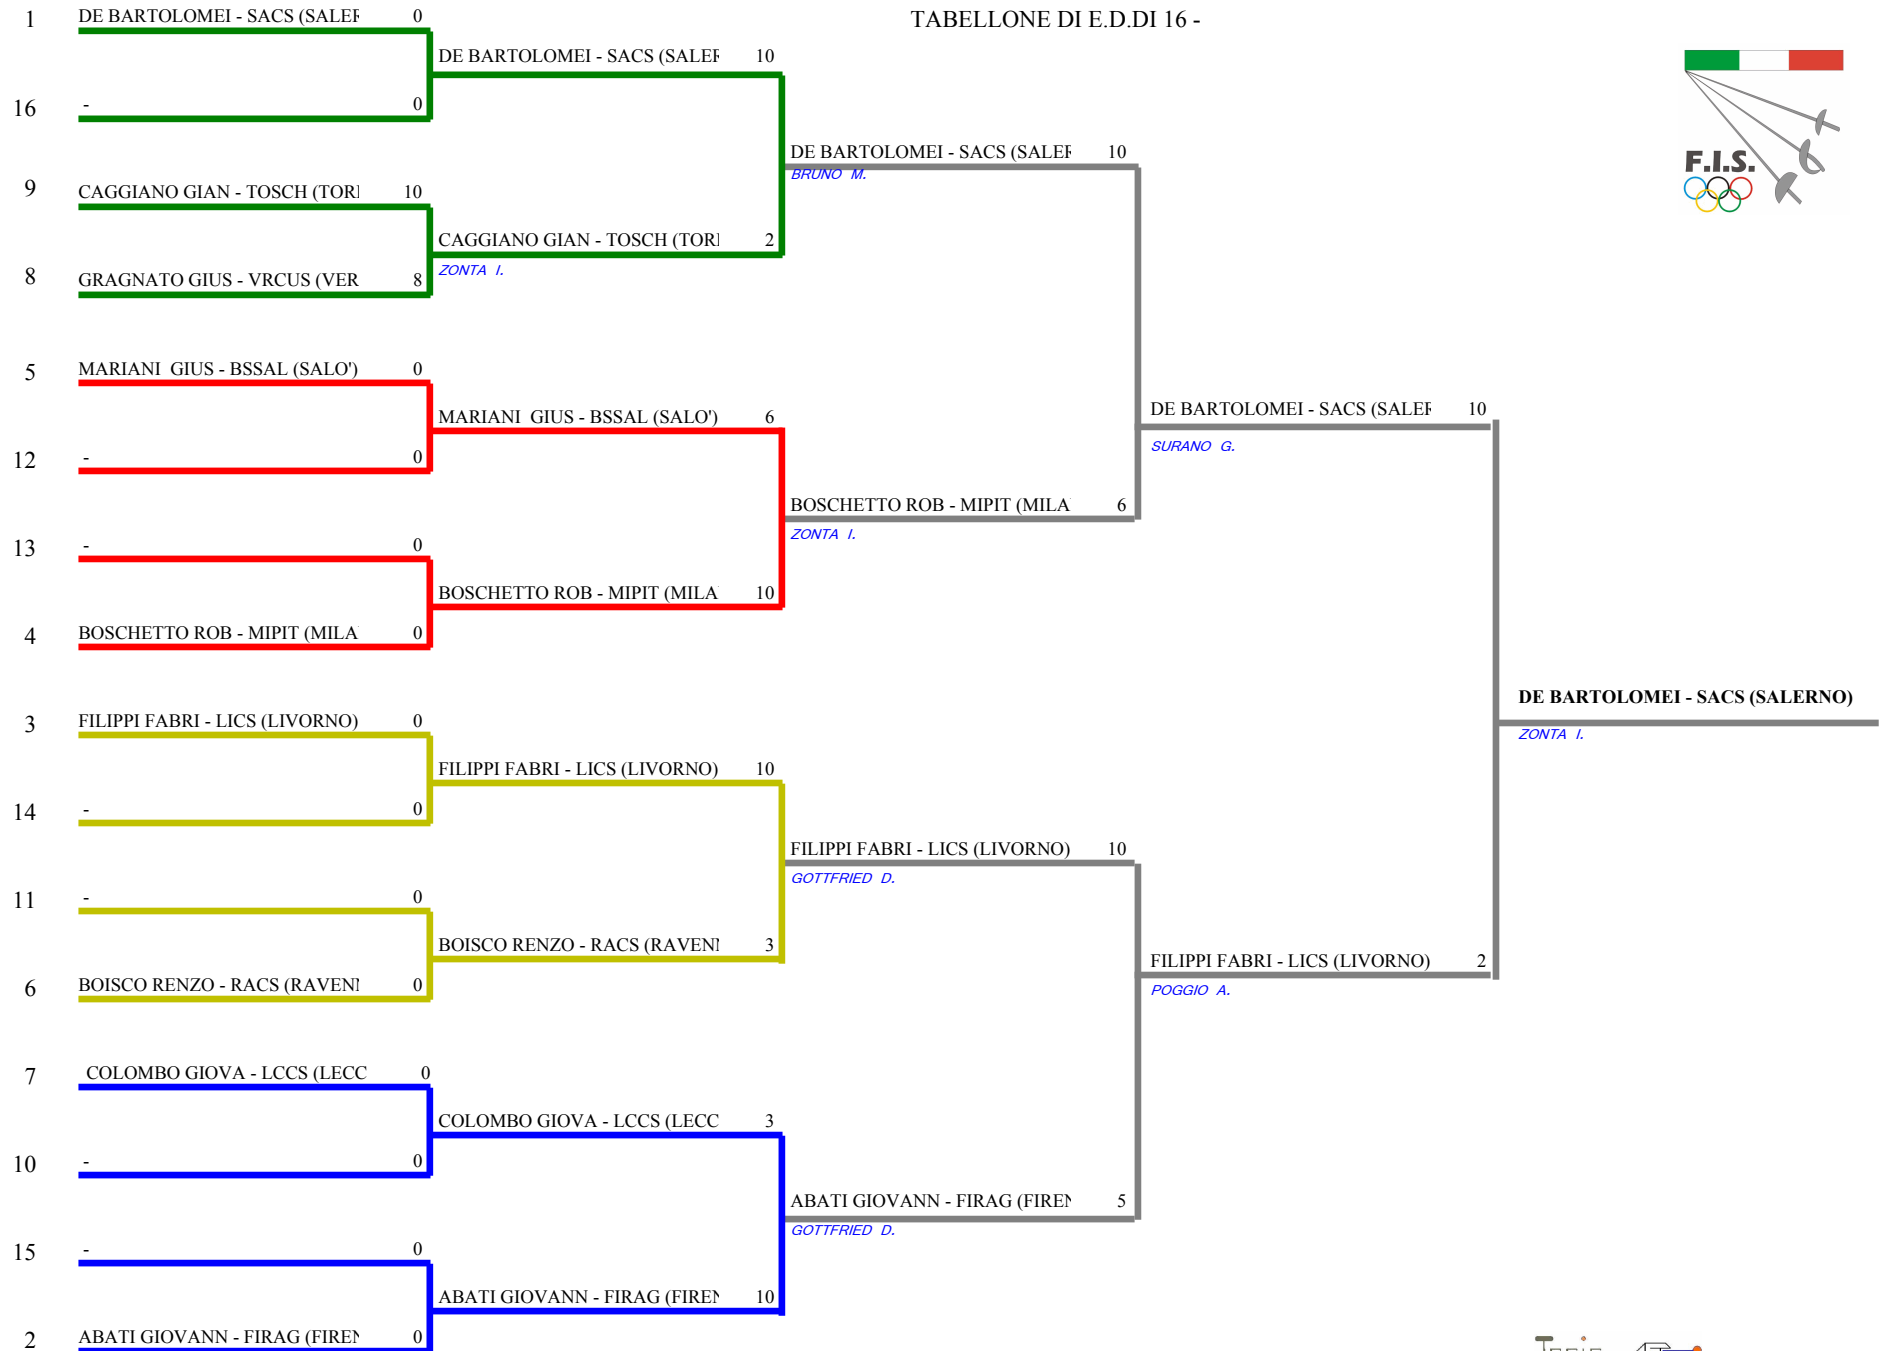 TABELLONE DI E.D.DI 16 -
1 DE BARTOLOMEI - SACS (SALER 0
DE BARTOLOMEI - SACS (SALER 10
16 - 0
DE BARTOLOMEI - SACS (SALER 10
BRUNO M.
F.I.S.
9 CAGGIANO GIAN - TOSCH (TORI 10
CAGGIANO GIAN - TOSCH (TORI 2
ZONTA I.
8 GRAGNATO GIUS - VRCUS (VER 8
5 MARIANI GIUS - BSSAL (SALO') 0
MARIANI GIUS - BSSAL (SALO') 6
DE BARTOLOMEI - SACS (SALER 10
SURANO G.
12 - 0
BOSCHETTO ROB - MIPIT (MILA 6
ZONTA I.
13 - 0
BOSCHETTO ROB - MIPIT (MILA 10
4 BOSCHETTO ROB - MIPIT (MILA 0
DE BARTOLOMEI - SACS (SALERNO)
ZONTA I.
3 FILIPPI FABRI - LICS (LIVORNO) 0
FILIPPI FABRI - LICS (LIVORNO) 10
14 - 0
FILIPPI FABRI - LICS (LIVORNO) 10
GOTTFRIED D.
11 - 0
BOISCO RENZO - RACS (RAVEN 3
FILIPPI FABRI - LICS (LIVORNO) 2
POGGIO A.
6 BOISCO RENZO - RACS (RAVEN 0
7 COLOMBO GIOVA - LCCS (LECC 0
COLOMBO GIOVA - LCCS (LECC 3
10 - 0
ABATI GIOVANN - FIRAG (FIREN 5
GOTTFRIED D.
15 - 0
ABATI GIOVANN - FIRAG (FIREN 10
2 ABATI GIOVANN - FIRAG (FIREN 0